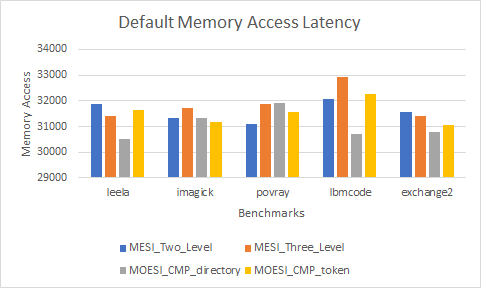 Default Memory Access Latency
34000
33000
32000
31000
30000
29000
Memory Access
leela imagick povray lbmcode exchange2
Benchmarks
MESI_Two_Level MESI_Three_Level
MOESI_CMP_directory MOESI_CMP_token